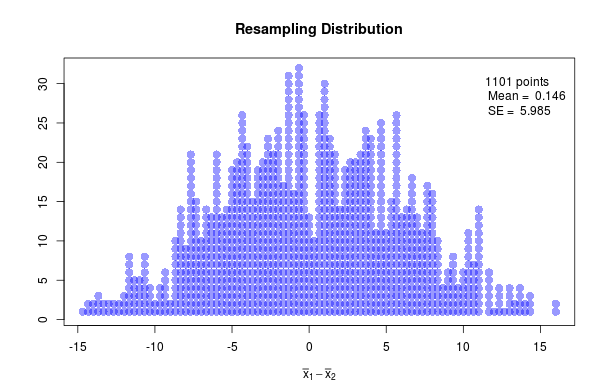 Resampling Distribution
1101 points
Mean = 0.146
SE = 5.985
30
25
20
15
10
5
0
-15 -10 -5 0 5 10 15
x̅₁ − x̅₂